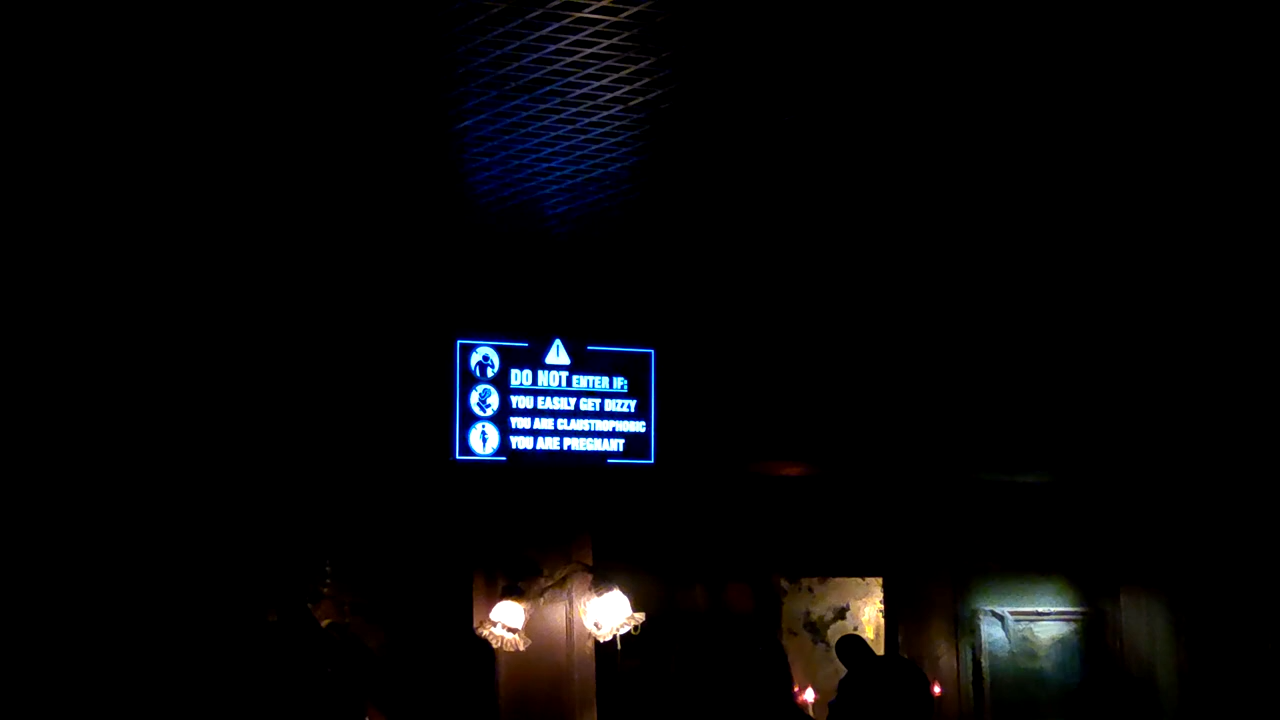 DO NOT ENTER IF:
YOU EASILY GET DIZZY
YOU ARE CLAUSTROPHOBIC
YOU ARE PREGNANT